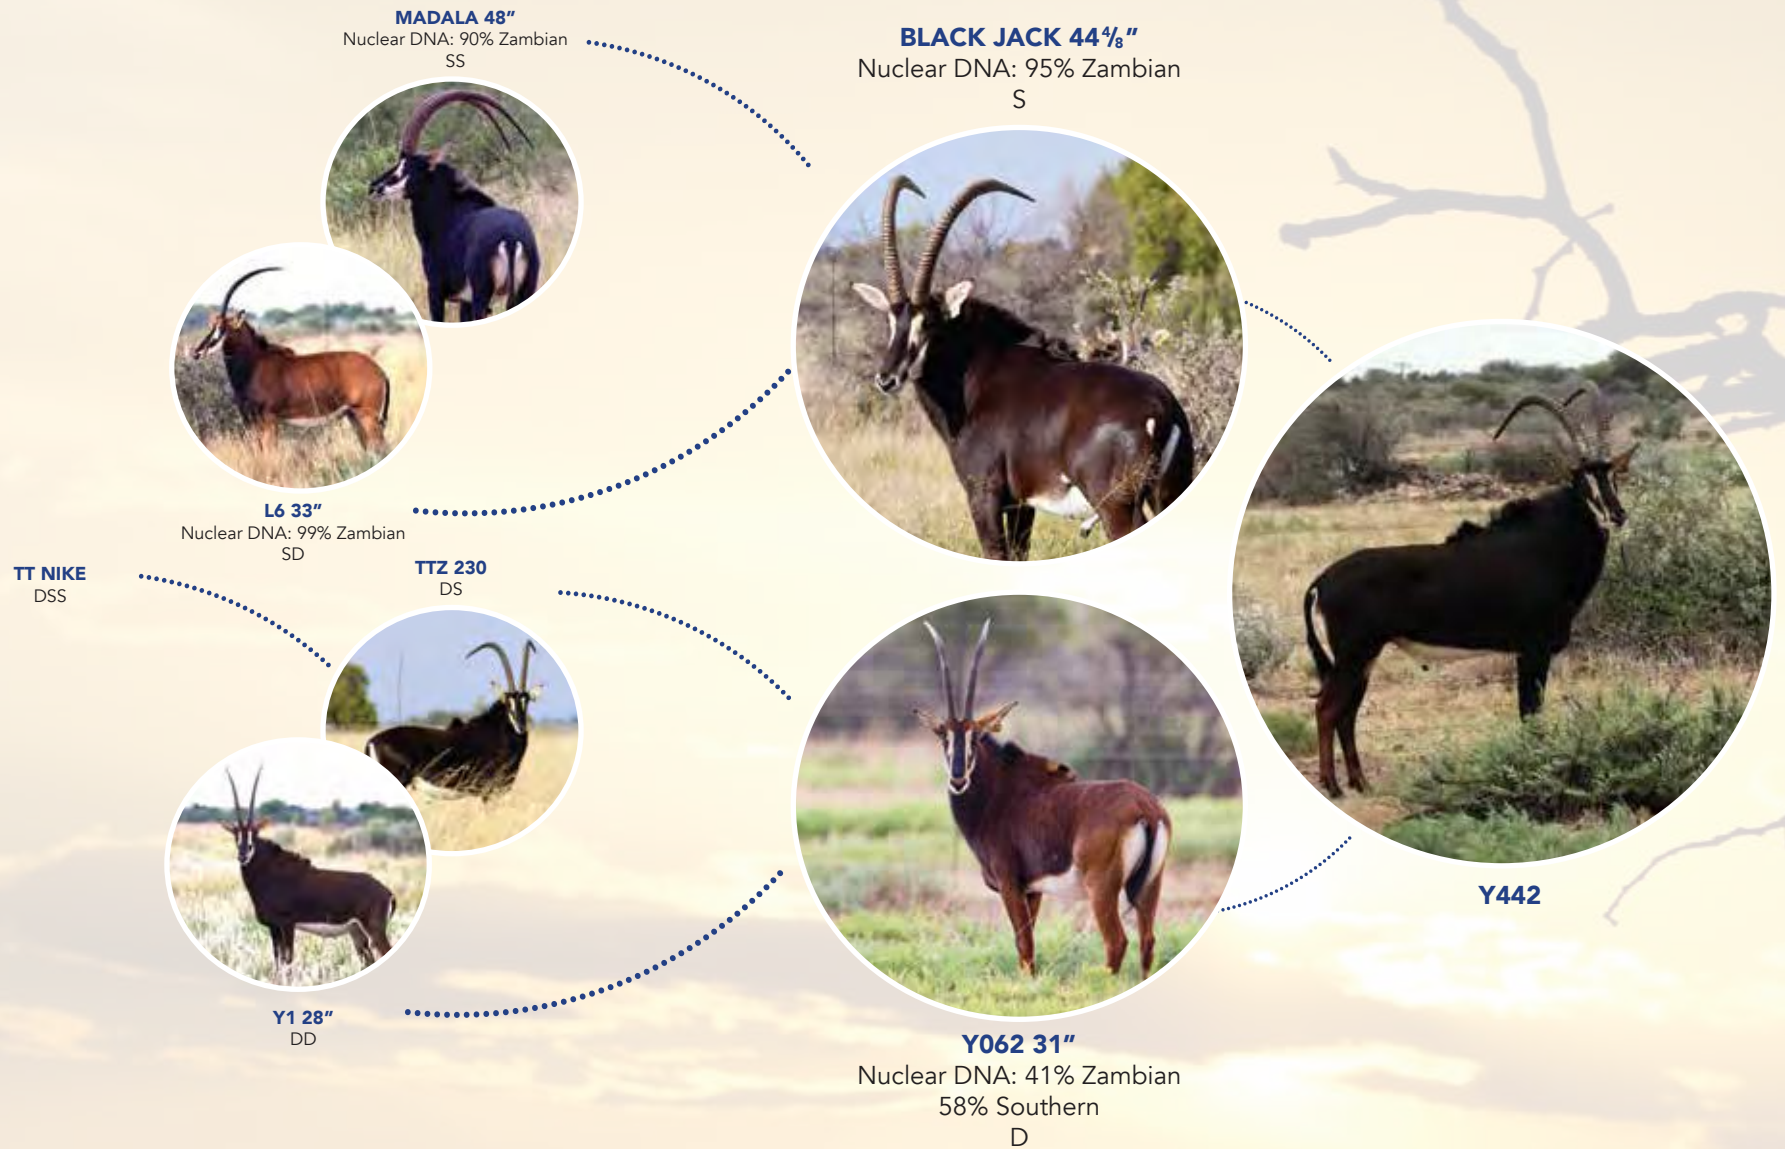 MADALA 48"
Nuclear DNA: 90% Zambian
SS
BLACK JACK 44 4/8"
Nuclear DNA: 95% Zambian
S
L6 33"
Nuclear DNA: 99% Zambian
SD
TT NIKE
DSS
TTZ 230
DS
Y442
Y1 28"
DD
Y062 31"
Nuclear DNA: 41% Zambian
58% Southern
D